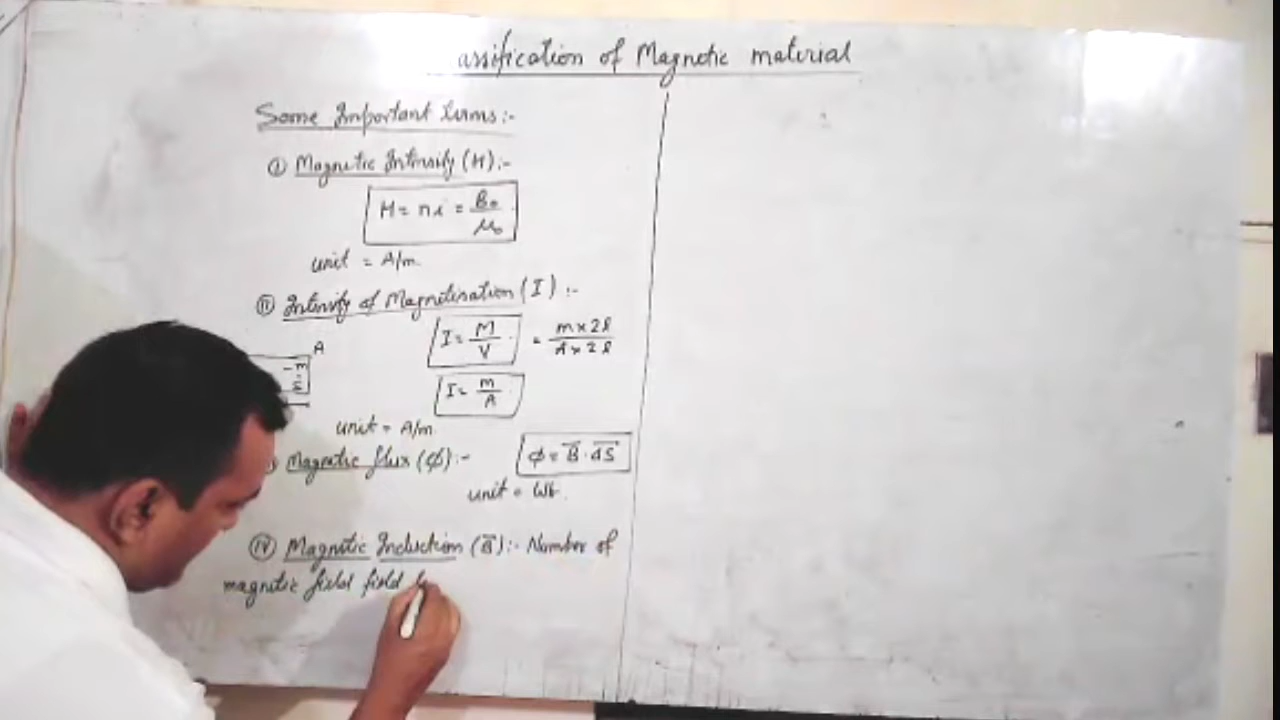 assification of Magnetic material
Some Important terms:-
① Magnetic Intensity (H):-
H = ni = B₀/μ₀
unit = A/m
② Intensity of Magnetisation (I) :-
I = M/V = m×2l/A×2l
A
I = m/A
unit = A/m
Magnetic flux (ϕ):- ϕ = B̅·d̅S̅
unit = Wb.
Ⅳ Magnetic Induction (B̅):- Number of
magnetic field field